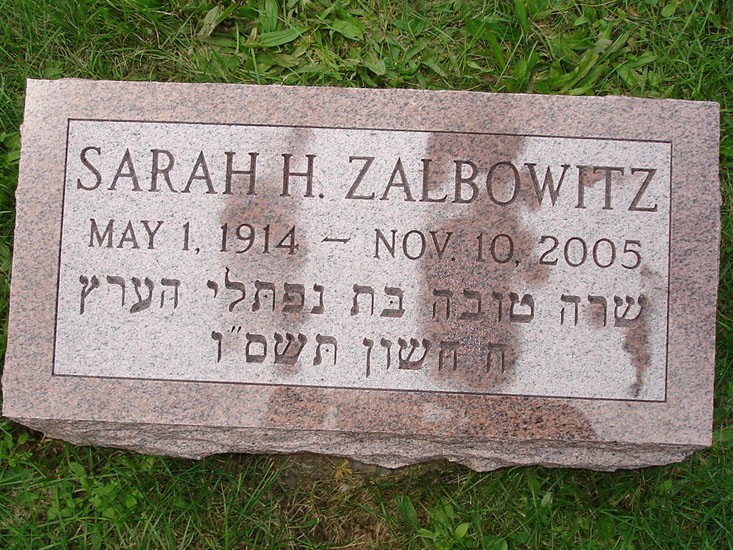 SARAH H. ZALBOWITZ
MAY 1, 1914 – NOV. 10, 2005
שרה טובה בת נפתלי הערץ
ח חשון תשס"ו